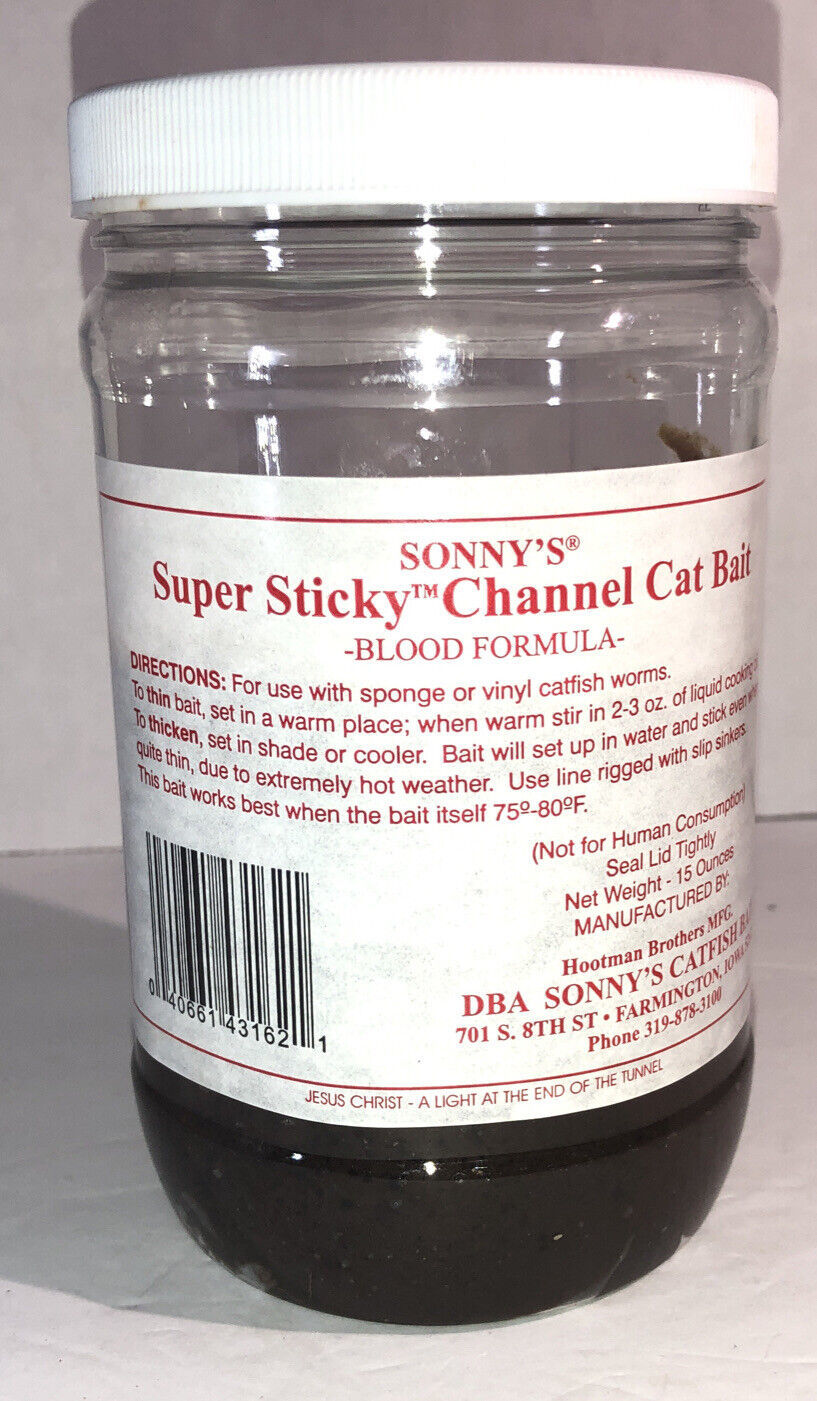 SONNY'S®
Super Sticky™ Channel Cat Bait
-BLOOD FORMULA-
DIRECTIONS: For use with sponge or vinyl catfish worms.
To thin bait, set in a warm place; when warm stir in 2-3 oz. of liquid cooking
To thicken, set in shade or cooler. Bait will set up in water and stick even
quite thin, due to extremely hot weather. Use line rigged with slip sinkers.
This bait works best when the bait itself 75º-80ºF.
(Not for Human Consumption)
Seal Lid Tightly
Net Weight - 15 Ounces
MANUFACTURED BY:
Hootman Brothers MFG.
DBA SONNY'S CATFISH
701 S. 8TH ST • FARMINGTON, IOWA
Phone 319-878-3100
0 40661 43162 1
JESUS CHRIST - A LIGHT AT THE END OF THE TUNNEL